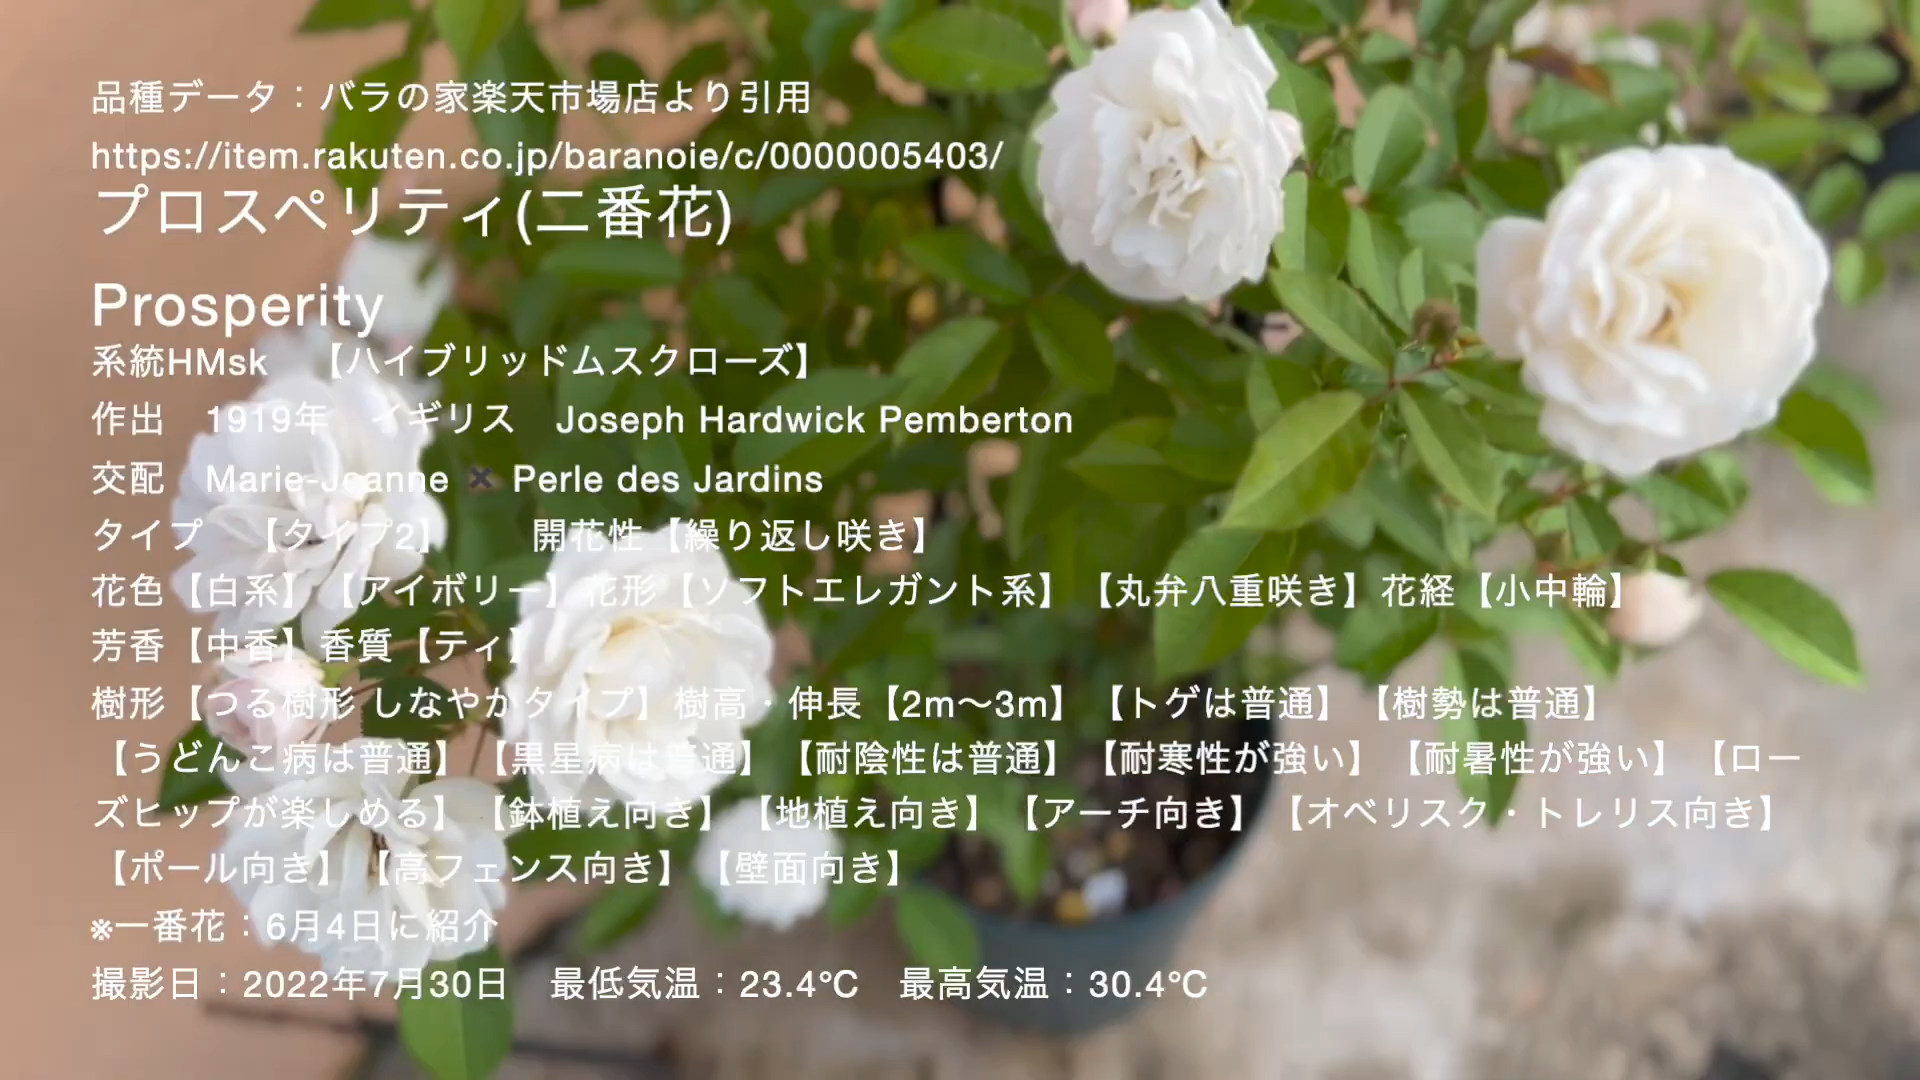 品種データ：バラの家楽天市場店より引用
https://item.rakuten.co.jp/baranoie/c/0000005403/
プロスペリティ(二番花)
Prosperity
系統HMsk　【ハイブリッドムスクローズ】
作出　1919年　イギリス　Joseph Hardwick Pemberton
交配　Marie-Jeanne ✖ Perle des Jardins
タイプ　【タイプ2】　　開花性【繰り返し咲き】
花色【白系】【アイボリー】花形【ソフトエレガント系】【丸弁八重咲き】花経【小中輪】
芳香【中香】香質【ティ】
樹形【つる樹形 しなやかタイプ】樹高・伸長【2m〜3m】【トゲは普通】【樹勢は普通】
【うどんこ病は普通】【黒星病は普通】【耐陰性は普通】【耐寒性が強い】【耐暑性が強い】【ロー
ズヒップが楽しめる】【鉢植え向き】【地植え向き】【アーチ向き】【オベリスク・トレリス向き】
【ポール向き】【高フェンス向き】【壁面向き】
※一番花：6月4日に紹介
撮影日：2022年7月30日　最低気温：23.4℃　最高気温：30.4℃